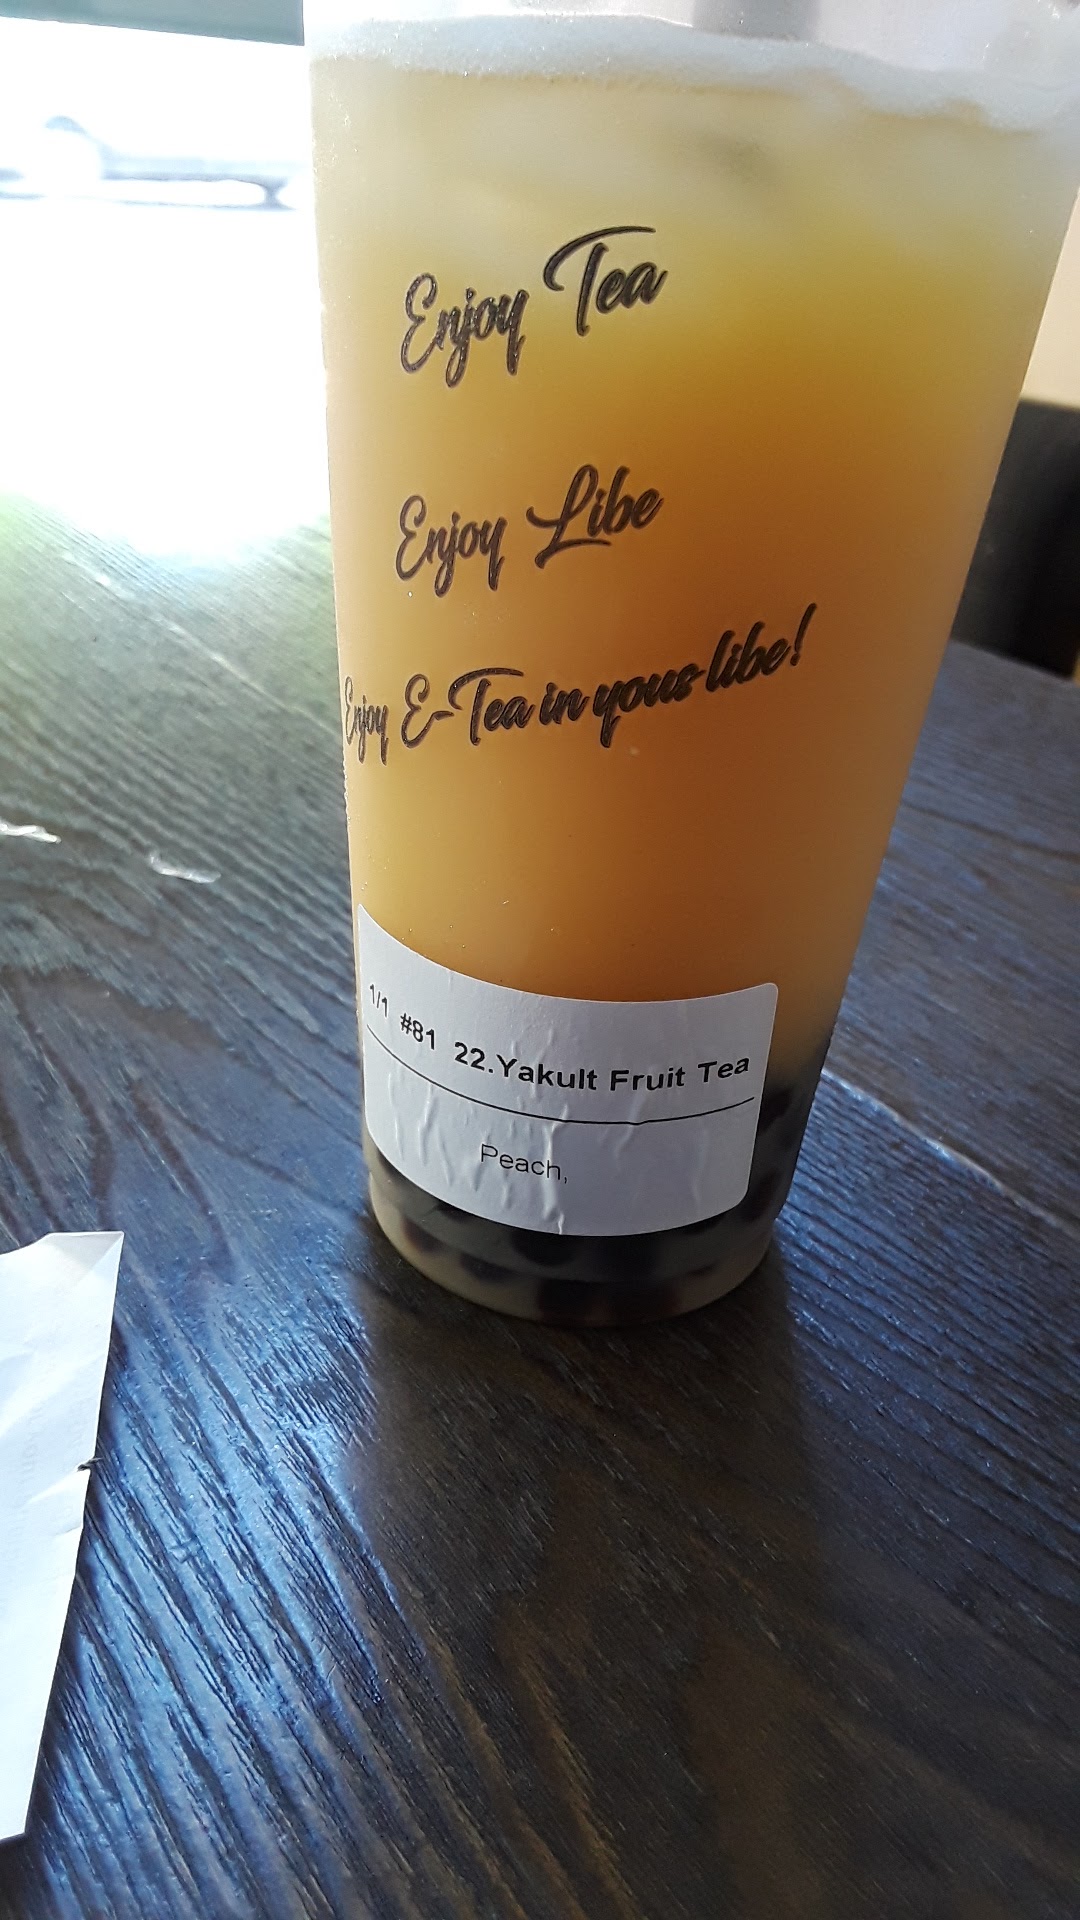 Enjoy Tea
Enjoy Libe
Enjoy E-Tea in yous libe!
1/1 #81 22.Yakult Fruit Tea
Peach,